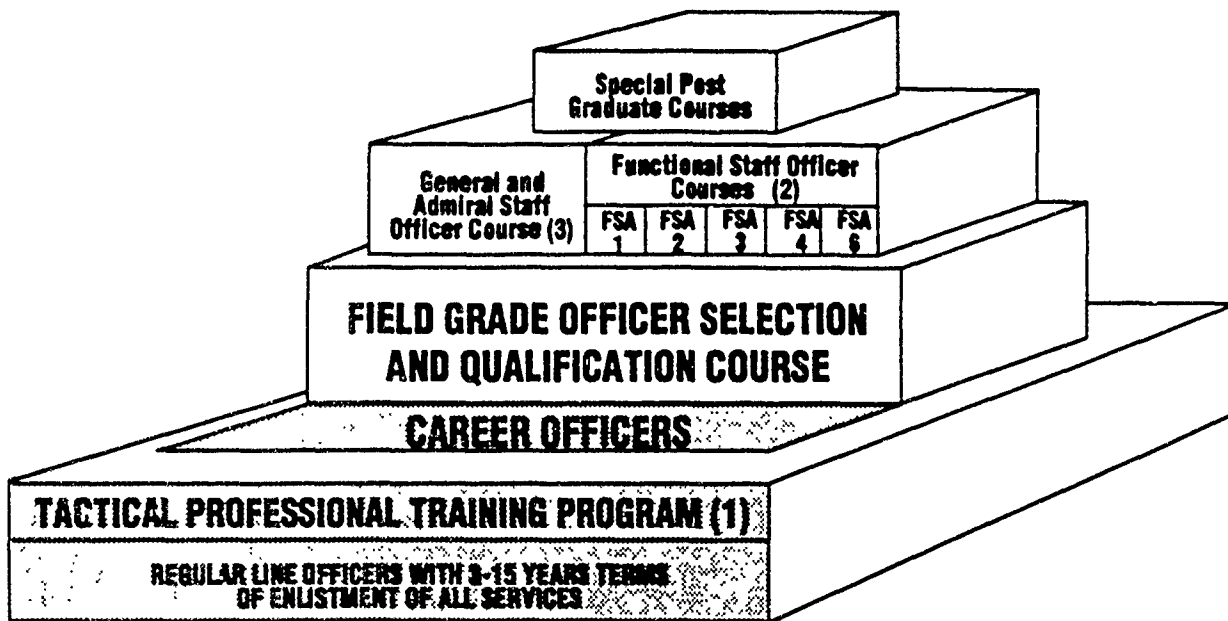 Special Post
Graduate Courses
General and
Admiral Staff
Officer Course (3)
Functional Staff Officer
Courses (2)
FSA
1
FSA
2
FSA
3
FSA
4
FSA
6
FIELD GRADE OFFICER SELECTION
AND QUALIFICATION COURSE
CAREER OFFICERS
TACTICAL PROFESSIONAL TRAINING PROGRAM (1)
REGULAR LINE OFFICERS WITH 3-15 YEARS TERMS
OF ENLISTMENT OF ALL SERVICES